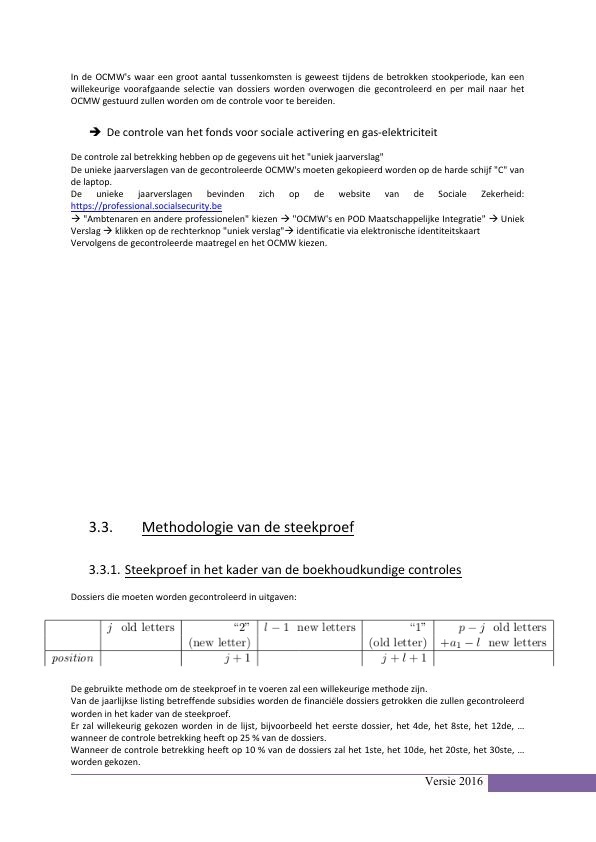 In de OCMW's waar een groot aantal tussenkomsten is geweest tijdens de betrokken stookperiode, kan een
willekeurige voorafgaande selectie van dossiers worden overwogen die gecontroleerd en per mail naar het
OCMW gestuurd zullen worden om de controle voor te bereiden.
➔ De controle van het fonds voor sociale activering en gas-elektriciteit
De controle zal betrekking hebben op de gegevens uit het "uniek jaarverslag"
De unieke jaarverslagen van de gecontroleerde OCMW's moeten gekopieerd worden op de harde schijf "C" van
de laptop.
De unieke jaarverslagen bevinden zich op de website van de Sociale Zekerheid:
https://professional.socialsecurity.be
→ "Ambtenaren en andere professionelen" kiezen → "OCMW's en POD Maatschappelijke Integratie" → Uniek
Verslag → klikken op de rechterknop "uniek verslag"→ identificatie via elektronische identiteitskaart
Vervolgens de gecontroleerde maatregel en het OCMW kiezen.
3.3. Methodologie van de steekproef
3.3.1. Steekproef in het kader van de boekhoudkundige controles
Dossiers die moeten worden gecontroleerd in uitgaven:
j old letters "2" l − 1 new letters "1" p − j old letters
(new letter) (old letter) +a₁ − l new letters
position j + 1 j + l + 1
De gebruikte methode om de steekproef in te voeren zal een willekeurige methode zijn.
Van de jaarlijkse listing betreffende subsidies worden de financiële dossiers getrokken die zullen gecontroleerd
worden in het kader van de steekproef.
Er zal willekeurig gekozen worden in de lijst, bijvoorbeeld het eerste dossier, het 4de, het 8ste, het 12de, …
wanneer de controle betrekking heeft op 25 % van de dossiers.
Wanneer de controle betrekking heeft op 10 % van de dossiers zal het 1ste, het 10de, het 20ste, het 30ste, …
worden gekozen.
Versie 2016